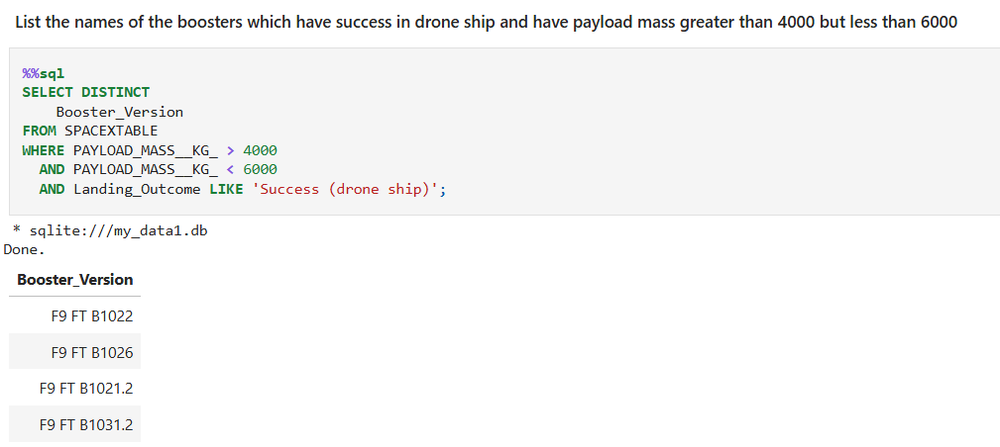 List the names of the boosters which have success in drone ship and have payload mass greater than 4000 but less than 6000
%%sql
SELECT DISTINCT
    Booster_Version
FROM SPACEXTABLE
WHERE PAYLOAD_MASS__KG_ > 4000
  AND PAYLOAD_MASS__KG_ < 6000
  AND Landing_Outcome LIKE 'Success (drone ship)';
* sqlite:///my_data1.db
Done.
Booster_Version
F9 FT B1022
F9 FT B1026
F9 FT B1021.2
F9 FT B1031.2